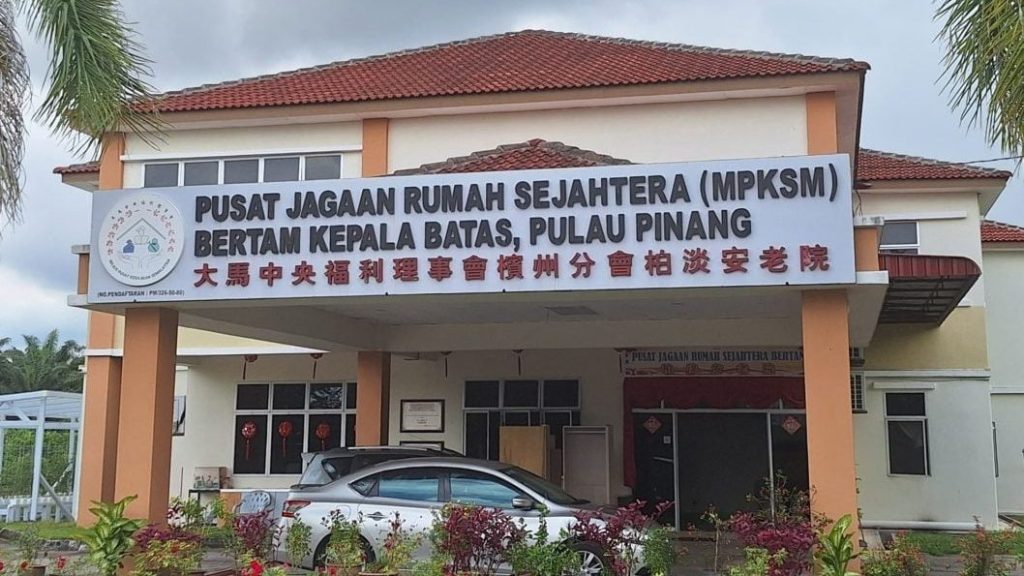 PUSAT JAGAAN RUMAH SEJAHTERA (MPKSM)
BERTAM KEPALA BATAS, PULAU PINANG
大馬中央福利理事會檳州分會柏淡安老院
PUSAT JAGAAN RUMAH SEJAHTERA BERTAM